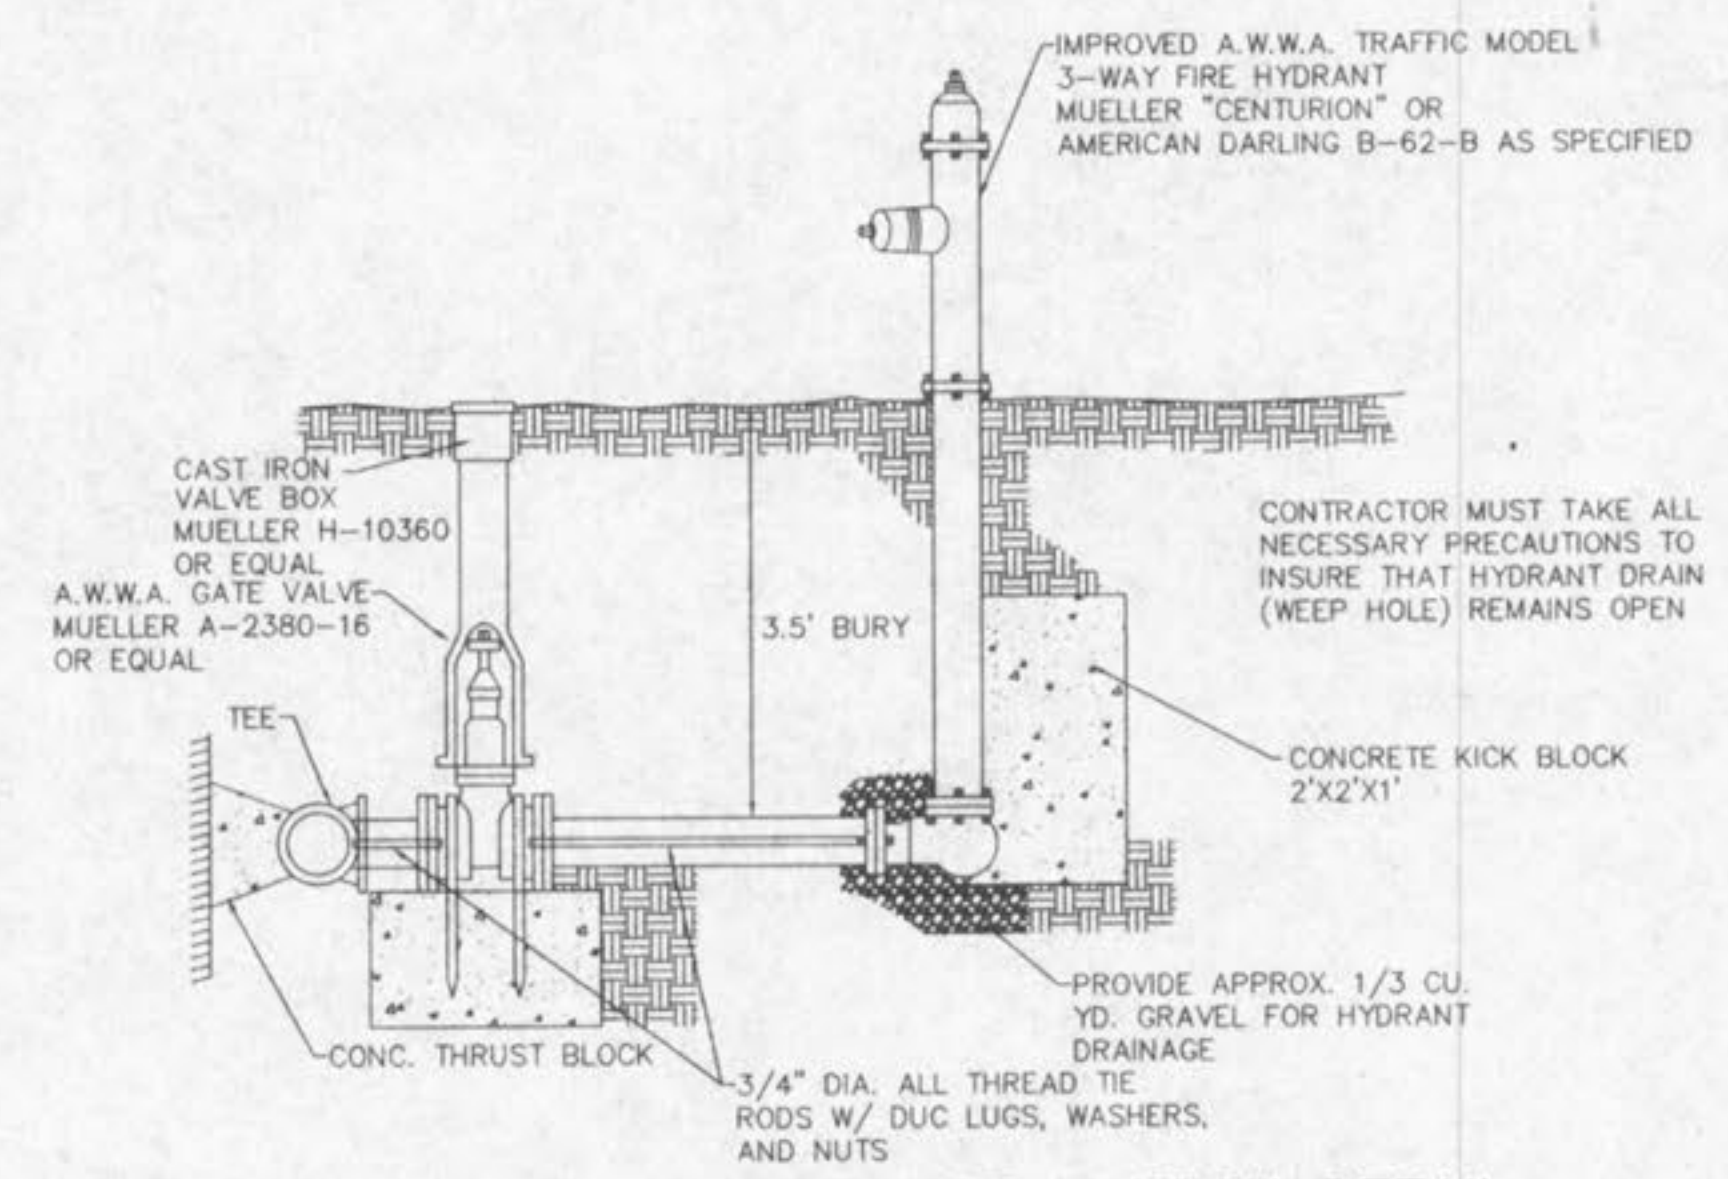 IMPROVED A.W.W.A. TRAFFIC MODEL
3-WAY FIRE HYDRANT
MUELLER "CENTURION" OR
AMERICAN DARLING B-62-B AS SPECIFIED
CAST IRON
VALVE BOX
MUELLER H-10360
OR EQUAL
A.W.W.A. GATE VALVE
MUELLER A-2380-16
OR EQUAL
3.5' BURY
CONTRACTOR MUST TAKE ALL
NECESSARY PRECAUTIONS TO
INSURE THAT HYDRANT DRAIN
(WEEP HOLE) REMAINS OPEN
TEE
CONCRETE KICK BLOCK
2'X2'X1'
PROVIDE APPROX. 1/3 CU.
YD. GRAVEL FOR HYDRANT
DRAINAGE
CONC. THRUST BLOCK
3/4" DIA. ALL THREAD TIE
RODS W/ DUC LUGS, WASHERS,
AND NUTS